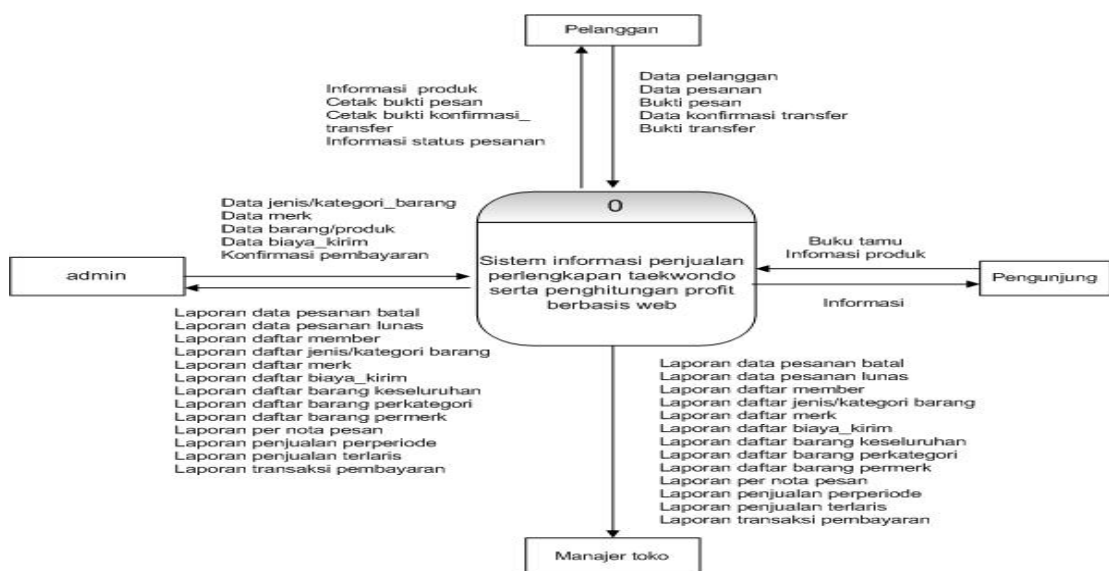 Pelanggan
Informasi produk
Cetak bukti pesan
Cetak bukti konfirmasi_
transfer
Informasi status pesanan
Data pelanggan
Data pesanan
Bukti pesan
Data konfirmasi transfer
Bukti transfer
Data jenis/kategori_barang
Data merk
Data barang/produk
Data biaya_kirim
Konfirmasi pembayaran
admin
0
Sistem informasi penjualan
perlengkapan taekwondo
serta penghitungan profit
berbasis web
Buku tamu
Infomasi produk
Pengunjung
Informasi
Laporan data pesanan batal
Laporan data pesanan lunas
Laporan daftar member
Laporan daftar jenis/kategori barang
Laporan daftar merk
Laporan daftar biaya_kirim
Laporan daftar barang keseluruhan
Laporan daftar barang perkategori
Laporan daftar barang permerk
Laporan per nota pesan
Laporan penjualan perperiode
Laporan penjualan terlaris
Laporan transaksi pembayaran
Laporan data pesanan batal
Laporan data pesanan lunas
Laporan daftar member
Laporan daftar jenis/kategori barang
Laporan daftar merk
Laporan daftar biaya_kirim
Laporan daftar barang keseluruhan
Laporan daftar barang perkategori
Laporan daftar barang permerk
Laporan per nota pesan
Laporan penjualan perperiode
Laporan penjualan terlaris
Laporan transaksi pembayaran
Manajer toko